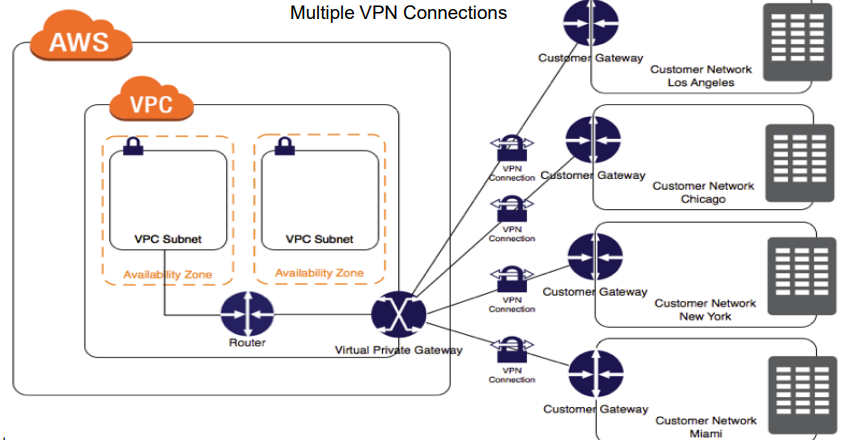 Multiple VPN Connections
AWS
VPC
VPC Subnet
VPC Subnet
Availability Zone
Availability Zone
Router
Virtual Private Gateway
VPN
Connection
VPN
Connection
VPN
Connection
VPN
Connection
Customer Gateway
Customer Network
Los Angeles
Customer Gateway
Customer Network
Chicago
Customer Gateway
Customer Network
New York
Customer Gateway
Customer Network
Miami